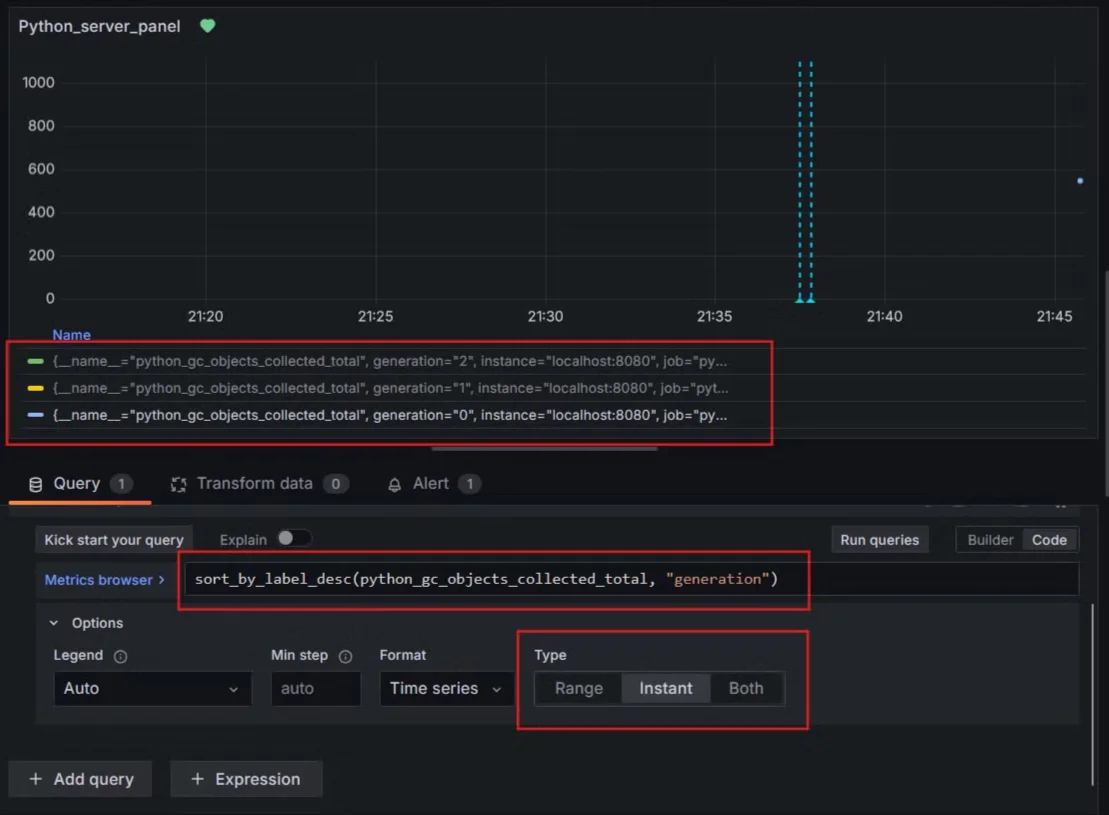 Python_server_panel
1000
800
600
400
200
0
21:20 21:25 21:30 21:35 21:40 21:45
Name
{__name__="python_gc_objects_collected_total", generation="2", instance="localhost:8080", job="py...
{__name__="python_gc_objects_collected_total", generation="1", instance="localhost:8080", job="pyt...
{__name__="python_gc_objects_collected_total", generation="0", instance="localhost:8080", job="py...
Query 1 Transform data 0 Alert 1
Kick start your query Explain Run queries Builder Code
Metrics browser > sort_by_label_desc(python_gc_objects_collected_total, "generation")
Options
Legend Min step Format Type
Auto auto Time series Range Instant Both
+ Add query + Expression